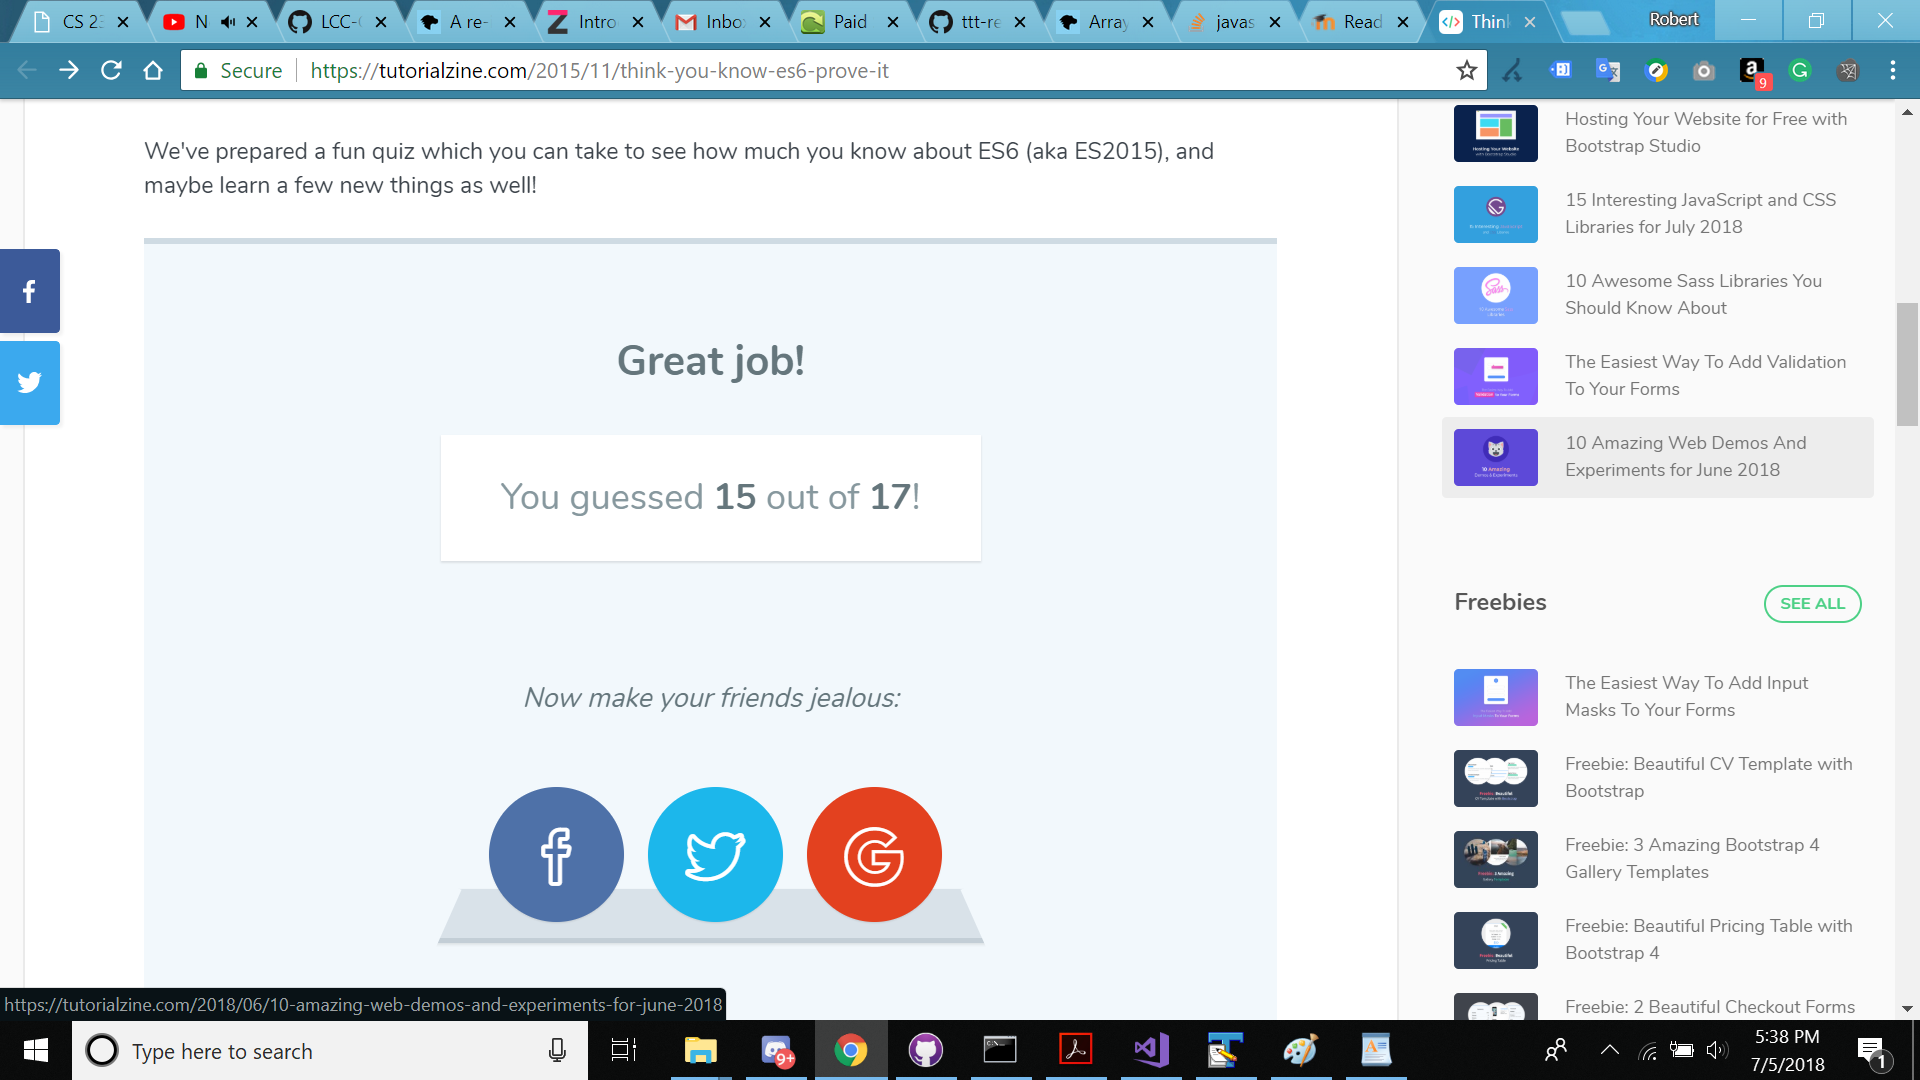 CS 23
N
LCC-
A re-
Intro
Inbo
Paid
ttt-re
Array
javas
Read
Think
Robert
Secure
https://tutorialzine.com/2015/11/think-you-know-es6-prove-it
9
We've prepared a fun quiz which you can take to see how much you know about ES6 (aka ES2015), and
maybe learn a few new things as well!
Great job!
You guessed 15 out of 17!
Now make your friends jealous:
Hosting Your Website for Free with
Bootstrap Studio
15 Interesting JavaScript and CSS
Libraries for July 2018
10 Awesome Sass Libraries You
Should Know About
The Easiest Way To Add Validation
To Your Forms
10 Amazing Web Demos And
Experiments for June 2018
Freebies
SEE ALL
The Easiest Way To Add Input
Masks To Your Forms
Freebie: Beautiful CV Template with
Bootstrap
Freebie: 3 Amazing Bootstrap 4
Gallery Templates
Freebie: Beautiful Pricing Table with
Bootstrap 4
Freebie: 2 Beautiful Checkout Forms
https://tutorialzine.com/2018/06/10-amazing-web-demos-and-experiments-for-june-2018
Type here to search
9+
5:38 PM
7/5/2018
1